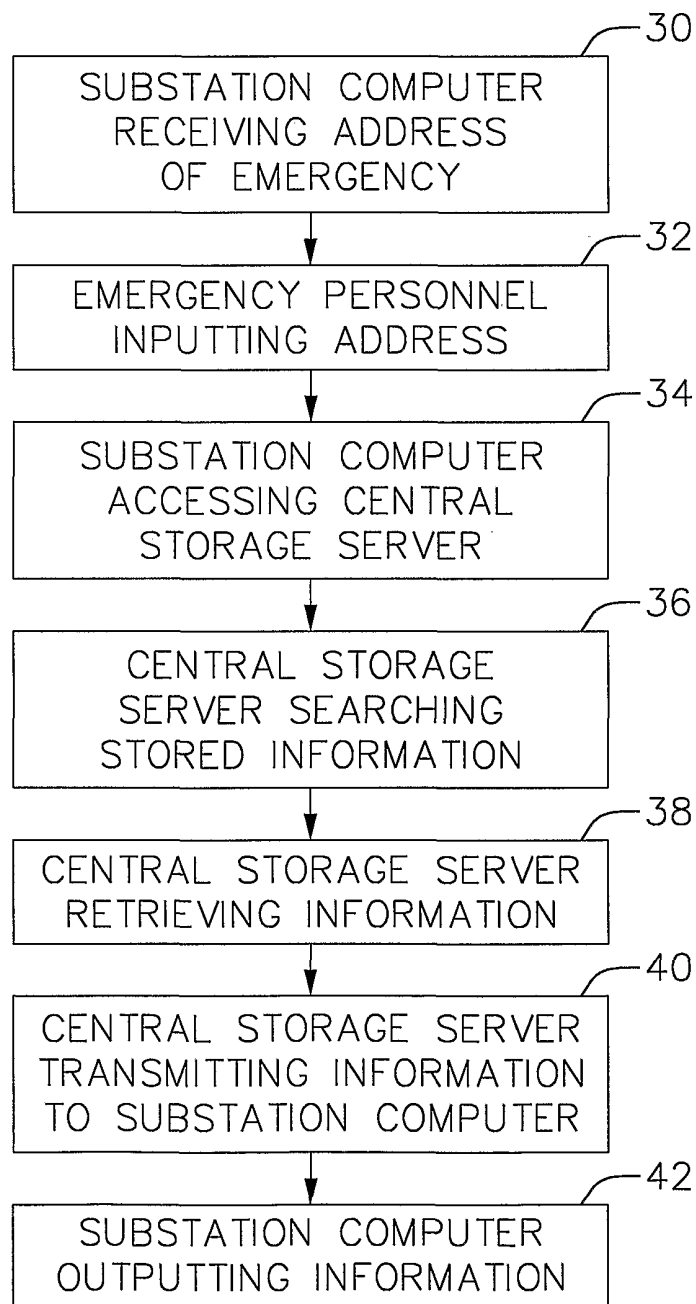 30
SUBSTATION COMPUTER
RECEIVING ADDRESS
OF EMERGENCY
32
EMERGENCY PERSONNEL
INPUTTING ADDRESS
34
SUBSTATION COMPUTER
ACCESSING CENTRAL
STORAGE SERVER
36
CENTRAL STORAGE
SERVER SEARCHING
STORED INFORMATION
38
CENTRAL STORAGE SERVER
RETRIEVING INFORMATION
40
CENTRAL STORAGE SERVER
TRANSMITTING INFORMATION
TO SUBSTATION COMPUTER
42
SUBSTATION COMPUTER
OUTPUTTING INFORMATION